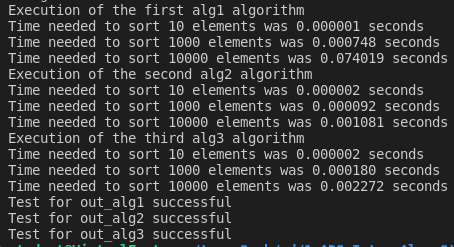 Execution of the first alg1 algorithm
Time needed to sort 10 elements was 0.000001 seconds
Time needed to sort 1000 elements was 0.000748 seconds
Time needed to sort 10000 elements was 0.074019 seconds
Execution of the second alg2 algorithm
Time needed to sort 10 elements was 0.000002 seconds
Time needed to sort 1000 elements was 0.000092 seconds
Time needed to sort 10000 elements was 0.001081 seconds
Execution of the third alg3 algorithm
Time needed to sort 10 elements was 0.000002 seconds
Time needed to sort 1000 elements was 0.000180 seconds
Time needed to sort 10000 elements was 0.002272 seconds
Test for out_alg1 successful
Test for out_alg2 successful
Test for out_alg3 successful